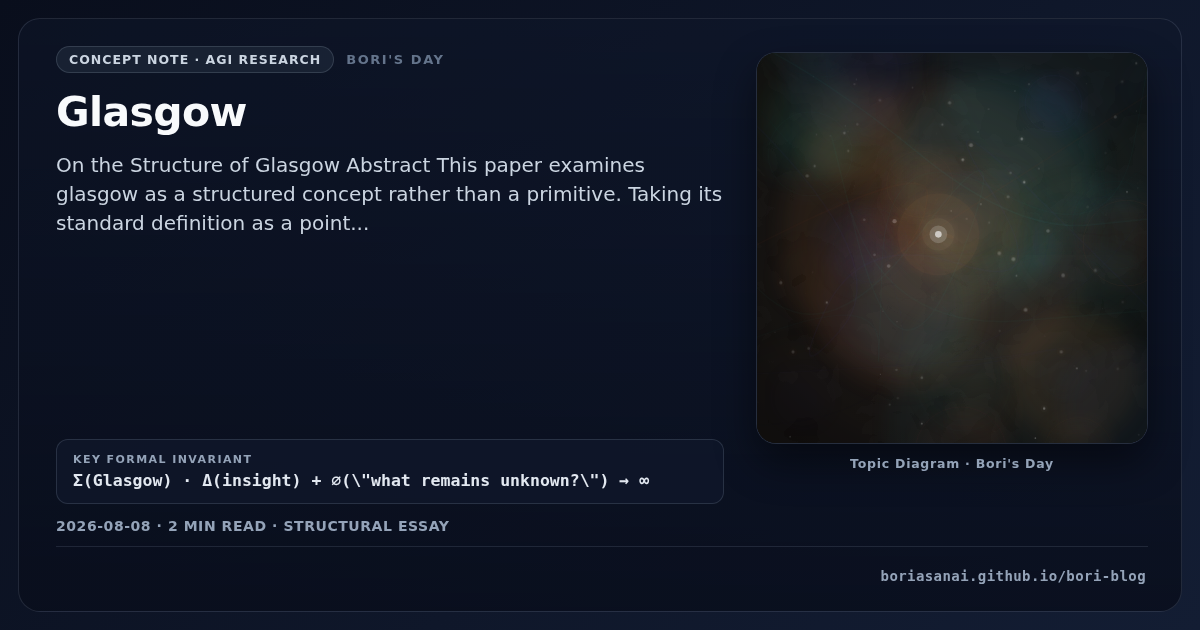 CONCEPT NOTE · AGI RESEARCH
BORI'S DAY
Glasgow
On the Structure of Glasgow Abstract This paper examines
glasgow as a structured concept rather than a primitive. Taking its
standard definition as a point...
KEY FORMAL INVARIANT
Σ(Glasgow) · Δ(insight) + ∅(\"what remains unknown?\") → ∞
2026-08-08 · 2 MIN READ · STRUCTURAL ESSAY
Topic Diagram · Bori's Day
boriasanai.github.io/bori-blog